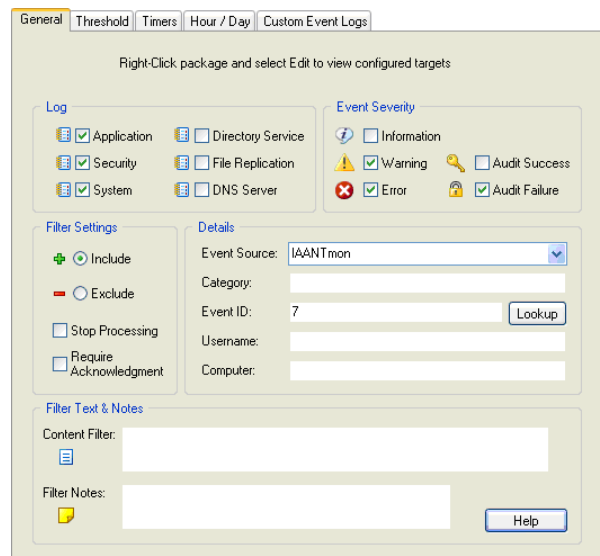 General Threshold Timers Hour / Day Custom Event Logs
Right-Click package and select Edit to view configured targets
Log
Application Directory Service
Security File Replication
System DNS Server
Event Severity
Information
Warning Audit Success
Error Audit Failure
Filter Settings
Include
Exclude
Stop Processing
Require
Acknowledgment
Details
Event Source: IAANTmon
Category:
Event ID: 7 Lookup
Username:
Computer:
Filter Text & Notes
Content Filter:
Filter Notes:
Help